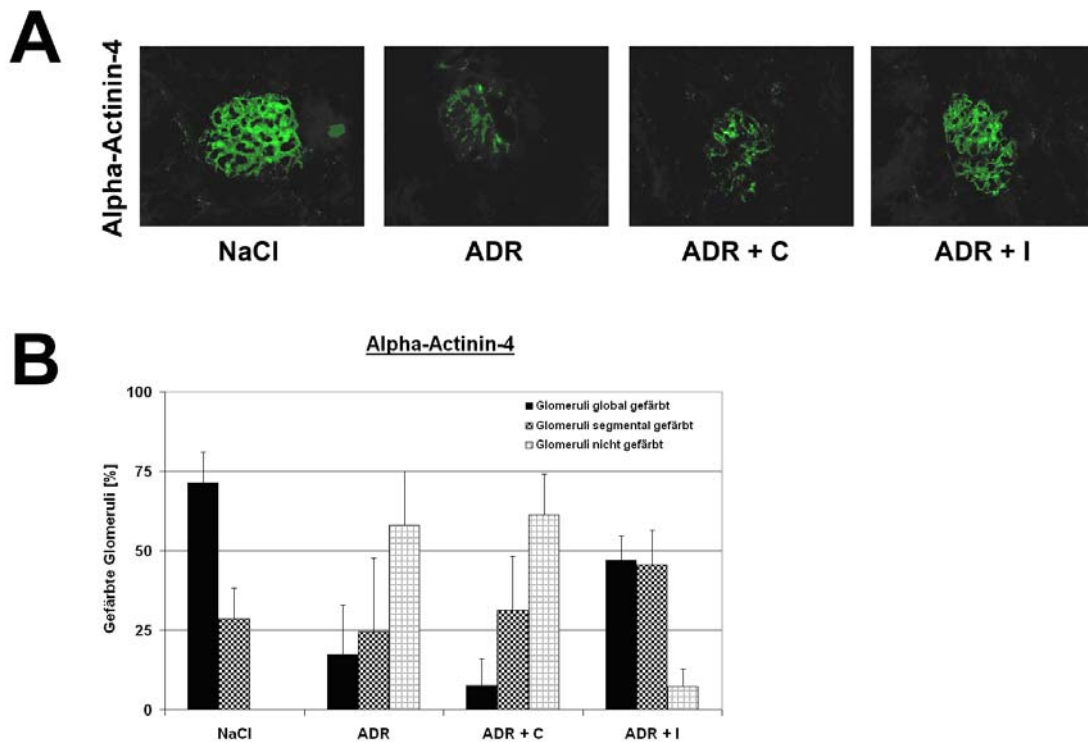 A
Alpha-Actinin-4
NaCl
ADR
ADR + C
ADR + I
B
Alpha-Actinin-4
Glomeruli global gefärbt
Glomeruli segmental gefärbt
Glomeruli nicht gefärbt
Gefärbte Glomeruli [%]
100
75
50
25
0
NaCl
ADR
ADR + C
ADR + I